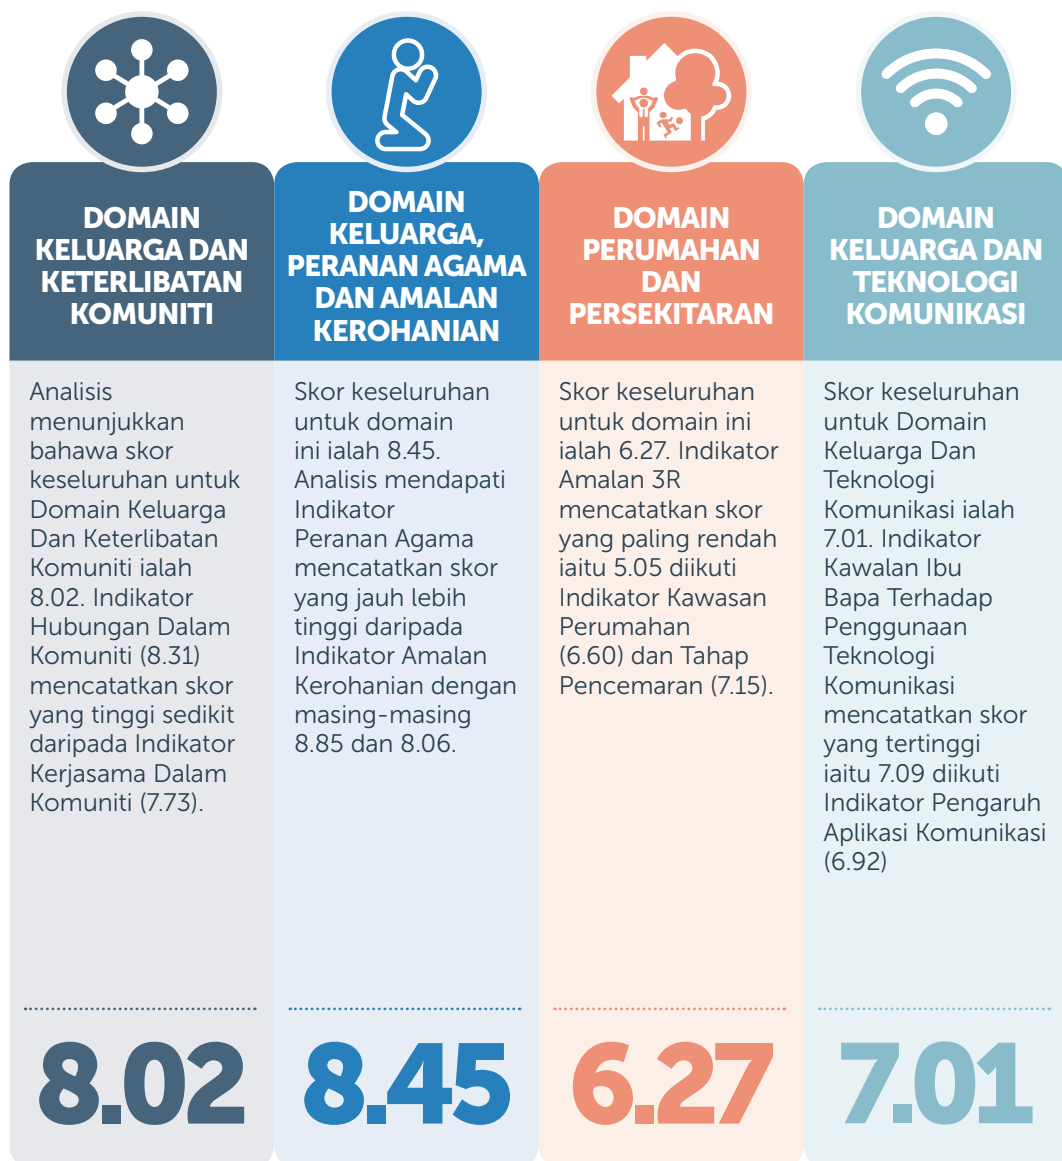 DOMAIN
KELUARGA DAN
KETERLIBATAN
KOMUNITI
Analisis
menunjukkan
bahawa skor
keseluruhan untuk
Domain Keluarga
Dan Keterlibatan
Komuniti ialah
8.02. Indikator
Hubungan Dalam
Komuniti (8.31)
mencatatkan skor
yang tinggi sedikit
daripada Indikator
Kerjasama Dalam
Komuniti (7.73).
8.02
DOMAIN
KELUARGA,
PERANAN AGAMA
DAN AMALAN
KEROHANIAN
Skor keseluruhan
untuk domain
ini ialah 8.45.
Analisis mendapati
Indikator
Peranan Agama
mencatatkan skor
yang jauh lebih
tinggi daripada
Indikator Amalan
Kerohanian dengan
masing-masing
8.85 dan 8.06.
8.45
DOMAIN
PERUMAHAN
DAN
PERSEKITARAN
Skor keseluruhan
untuk domain ini
ialah 6.27. Indikator
Amalan 3R
mencatatkan skor
yang paling rendah
iaitu 5.05 diikuti
Indikator Kawasan
Perumahan
(6.60) dan Tahap
Pencemaran (7.15).
6.27
DOMAIN
KELUARGA DAN
TEKNOLOGI
KOMUNIKASI
Skor keseluruhan
untuk Domain
Keluarga Dan
Teknologi
Komunikasi ialah
7.01. Indikator
Kawalan Ibu
Bapa Terhadap
Penggunaan
Teknologi
Komunikasi
mencatatkan skor
yang tertinggi
iaitu 7.09 diikuti
Indikator Pengaruh
Aplikasi Komunikasi
(6.92)
7.01